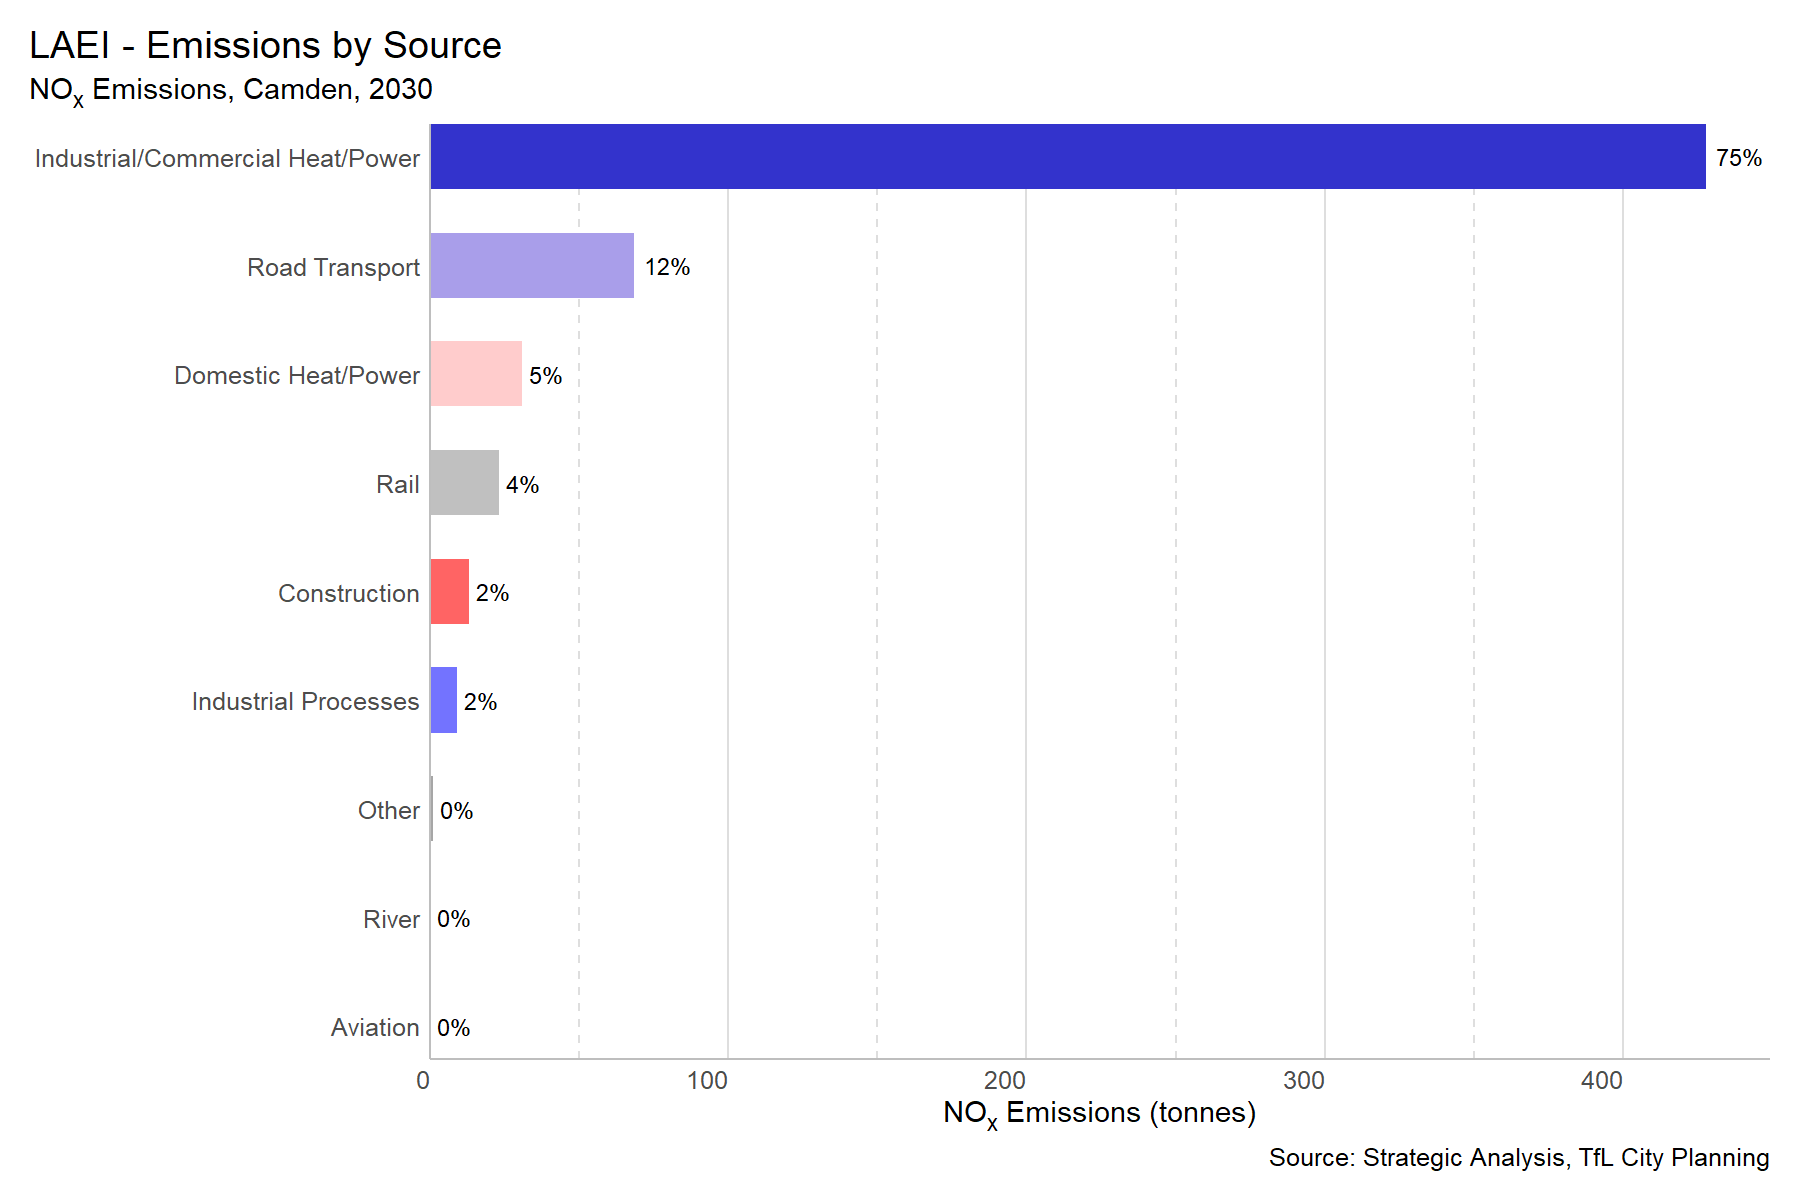 LAEI - Emissions by Source
NOx Emissions, Camden, 2030
Industrial/Commercial Heat/Power 75%
Road Transport 12%
Domestic Heat/Power 5%
Rail 4%
Construction 2%
Industrial Processes 2%
Other 0%
River 0%
Aviation 0%
0 100 200 300 400
NOx Emissions (tonnes)
Source: Strategic Analysis, TfL City Planning